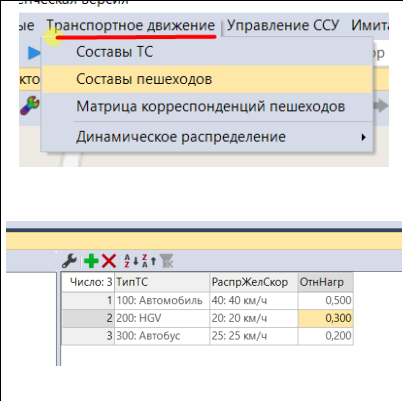 Транспортное движение Управление ССУ
Составы ТС
Составы пешеходов
Матрица корреспонденций пешеходов
Динамическое распределение
Число: 3 ТипТС РаспрЖелСкор ОтнНагр
1 100: Автомобиль 40: 40 км/ч 0,500
2 200: HGV 20: 20 км/ч 0,300
3 300: Автобус 25: 25 км/ч 0,200